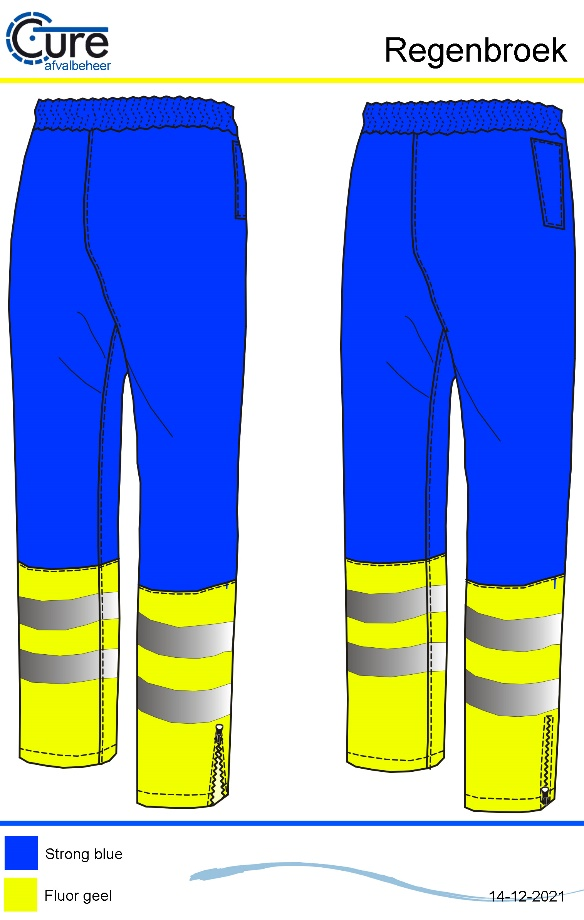 Cure
afvalbeheer
Regenbroek
Strong blue
Fluor geel
14-12-2021